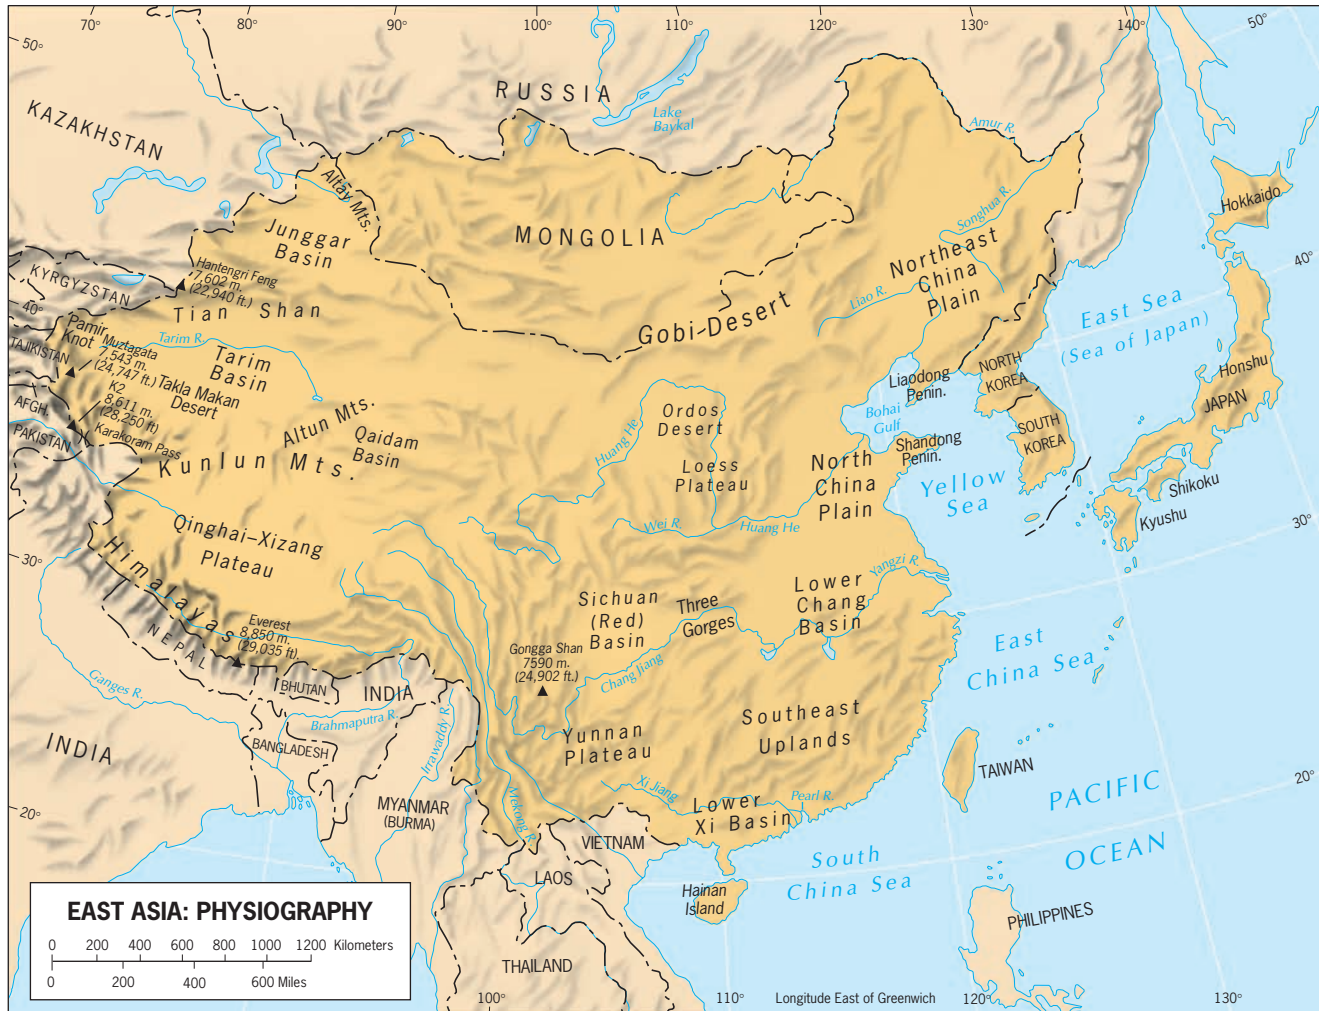 70°
80°
90°
100°
110°
120°
130°
140°
50°
50°
RUSSIA
KAZAKHSTAN
Lake
Baykal
Amur R.
Altay Mts.
Songhua R.
Hokkaido
Junggar
Basin
MONGOLIA
Northeast
China
Plain
40°
Hantengri Feng
7,602 m.
(22,940 ft.)
KYRGYZSTAN
40°
Tian Shan
Liao R.
Gobi-Desert
East Sea
(Sea of Japan)
Pamir
Knot
TAJIKISTAN
Muztagata
7,543 m.
(24,747 ft.)
Tarim R.
Tarim
Basin
Takla Makan
Desert
NORTH
KOREA
Liaodong
Penin.
Honshu
JAPAN
AFGH.
K2
8,611 m.
(28,250 ft)
Karakoram Pass
PAKISTAN
Altun Mts.
Qaidam
Basin
Huang He
Ordos
Desert
Bohai
Gulf
SOUTH
KOREA
Shandong
Penin.
Kunlun Mts.
Loess
Plateau
North
China
Plain
Yellow
Sea
Shikoku
Kyushu
Wei R.
Huang He
30°
30°
Qinghai–Xizang
Plateau
Himalayas
Yangzi R.
Lower
Chang
Basin
Sichuan
(Red)
Basin
Three
Gorges
Everest
8,850 m.
(29,035 ft)
NEPAL
Gongga Shan
7590 m.
(24,902 ft.)
Chang Jiang
East
China Sea
Ganges R.
BHUTAN
INDIA
Brahmaputra R.
Irrawaddy R.
Yunnan
Plateau
Southeast
Uplands
INDIA
BANGLADESH
TAIWAN
20°
20°
MYANMAR
(BURMA)
Mekong R.
Xi Jiang
Lower
Xi Basin
Pearl R.
PACIFIC
OCEAN
VIETNAM
LAOS
South
China Sea
Hainan
Island
PHILIPPINES
THAILAND
EAST ASIA: PHYSIOGRAPHY
0 200 400 600 800 1000 1200 Kilometers
0 200 400 600 Miles
100°
110°
Longitude East of Greenwich
120°
130°